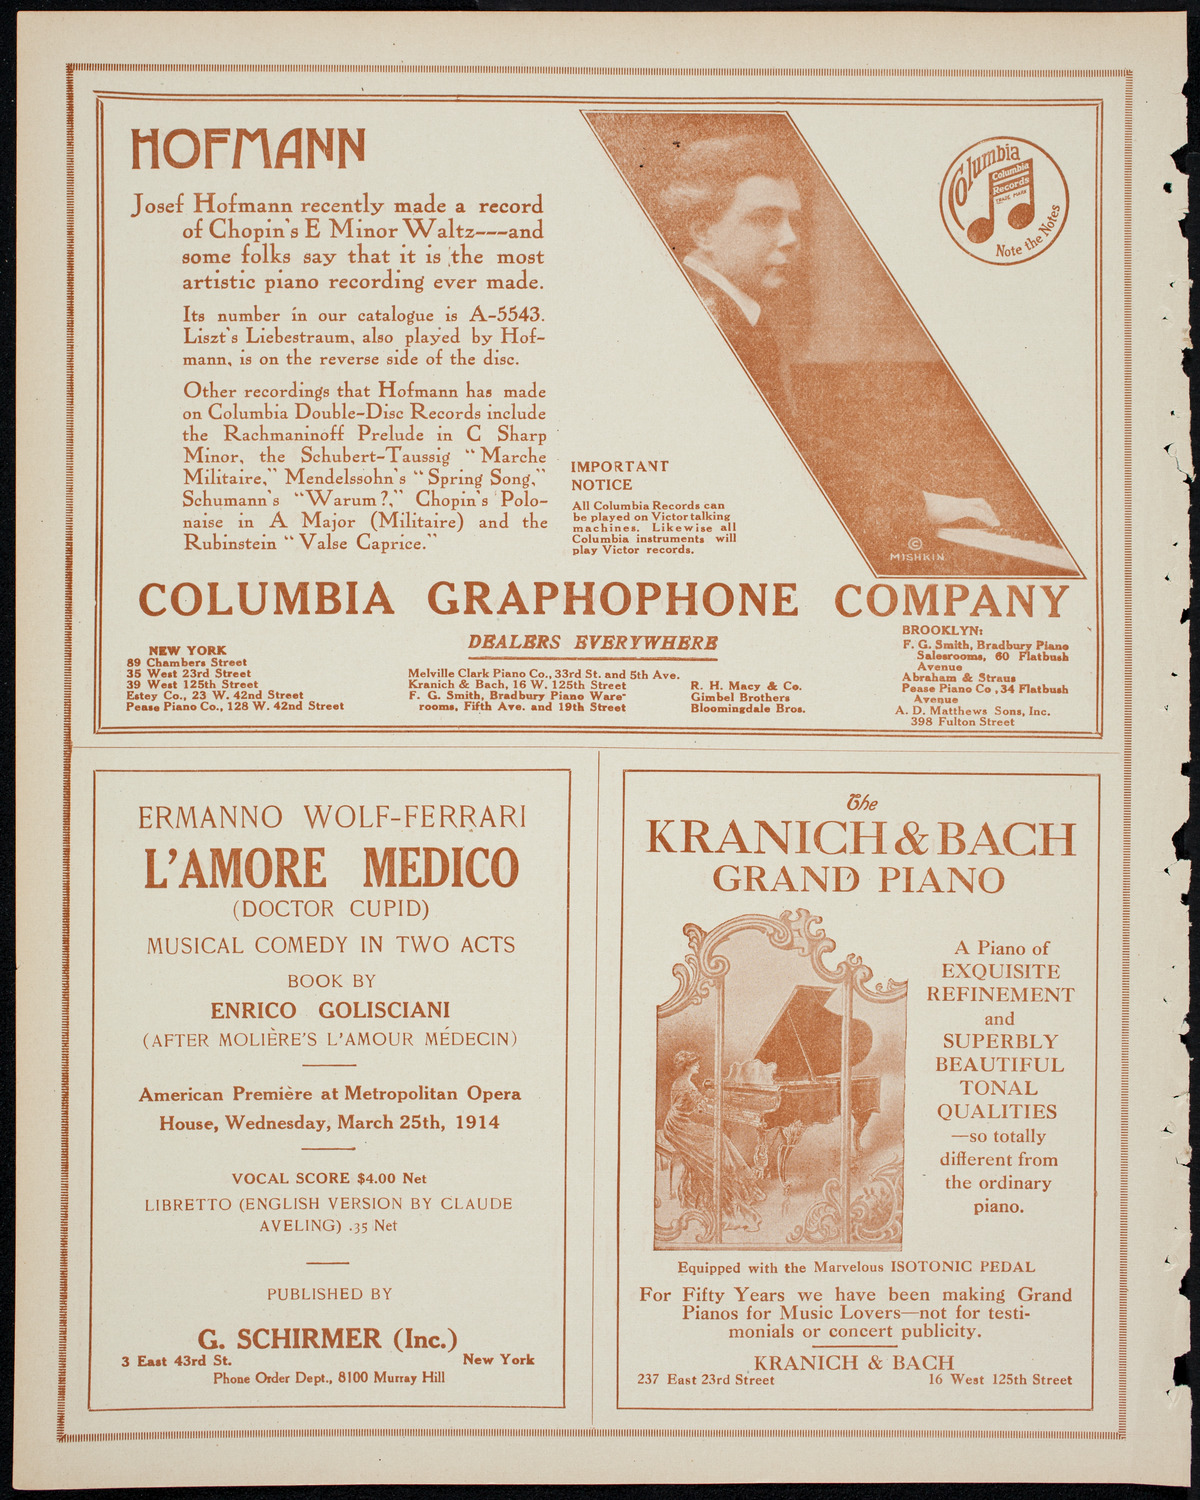 HOFMANN
Josef Hofmann recently made a record
of Chopin's E Minor Waltz---and
some folks say that it is the most
artistic piano recording ever made.
Its number in our catalogue is A-5543.
Liszt's Liebestraum, also played by Hof-
mann, is on the reverse side of the disc.
Other recordings that Hofmann has made
on Columbia Double-Disc Records include
the Rachmaninoff Prelude in C Sharp
Minor, the Schubert-Taussig "Marche
Militaire," Mendelssohn's "Spring Song,"
Schumann's "Warum?," Chopin's Polo-
naise in A Major (Militaire) and the
Rubinstein "Valse Caprice."
IMPORTANT
NOTICE
All Columbia Records can
be played on Victor talking
machines. Likewise all
Columbia instruments will
play Victor records.
©
MISHKIN
Columbia
Columbia
Records
TRADE MARK
Note the Notes
COLUMBIA GRAPHOPHONE COMPANY
DEALERS EVERYWHERE
NEW YORK
89 Chambers Street
35 West 23rd Street
39 West 125th Street
Estey Co., 23 W. 42nd Street
Pease Piano Co., 128 W. 42nd Street
Melville Clark Piano Co., 33rd St. and 5th Ave.
Kranich & Bach, 16 W. 125th Street
F. G. Smith, Bradbury Piano Ware-
rooms, Fifth Ave. and 19th Street
R. H. Macy & Co.
Gimbel Brothers
Bloomingdale Bros.
BROOKLYN:
F. G. Smith, Bradbury Piano
Salesrooms, 60 Flatbush
Avenue
Abraham & Straus
Pease Piano Co., 34 Flatbush
Avenue
A. D. Matthews Sons, Inc.
398 Fulton Street
ERMANNO WOLF-FERRARI
L'AMORE MEDICO
(DOCTOR CUPID)
MUSICAL COMEDY IN TWO ACTS
BOOK BY
ENRICO GOLISCIANI
(AFTER MOLIÈRE'S L'AMOUR MÉDECIN)
American Première at Metropolitan Opera
House, Wednesday, March 25th, 1914
VOCAL SCORE $4.00 Net
LIBRETTO (ENGLISH VERSION BY CLAUDE
AVELING) .35 Net
PUBLISHED BY
G. SCHIRMER (Inc.)
3 East 43rd St. New York
Phone Order Dept., 8100 Murray Hill
The
KRANICH & BACH
GRAND PIANO
A Piano of
EXQUISITE
REFINEMENT
and
SUPERBLY
BEAUTIFUL
TONAL
QUALITIES
—so totally
different from
the ordinary
piano.
Equipped with the Marvelous ISOTONIC PEDAL
For Fifty Years we have been making Grand
Pianos for Music Lovers—not for testi-
monials or concert publicity.
KRANICH & BACH
237 East 23rd Street 16 West 125th Street